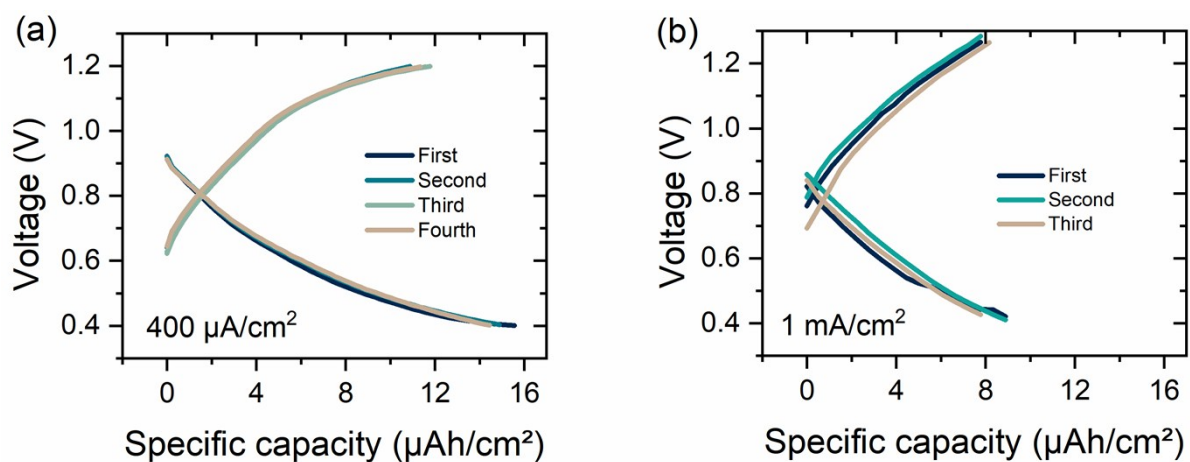 (a)
Voltage (V)
1.2
1.0
0.8
0.6
0.4
First
Second
Third
Fourth
400 µA/cm²
0 4 8 12 16
Specific capacity (µAh/cm²)
(b)
Voltage (V)
1.2
1.0
0.8
0.6
0.4
First
Second
Third
1 mA/cm²
0 4 8 12 16
Specific capacity (µAh/cm²)